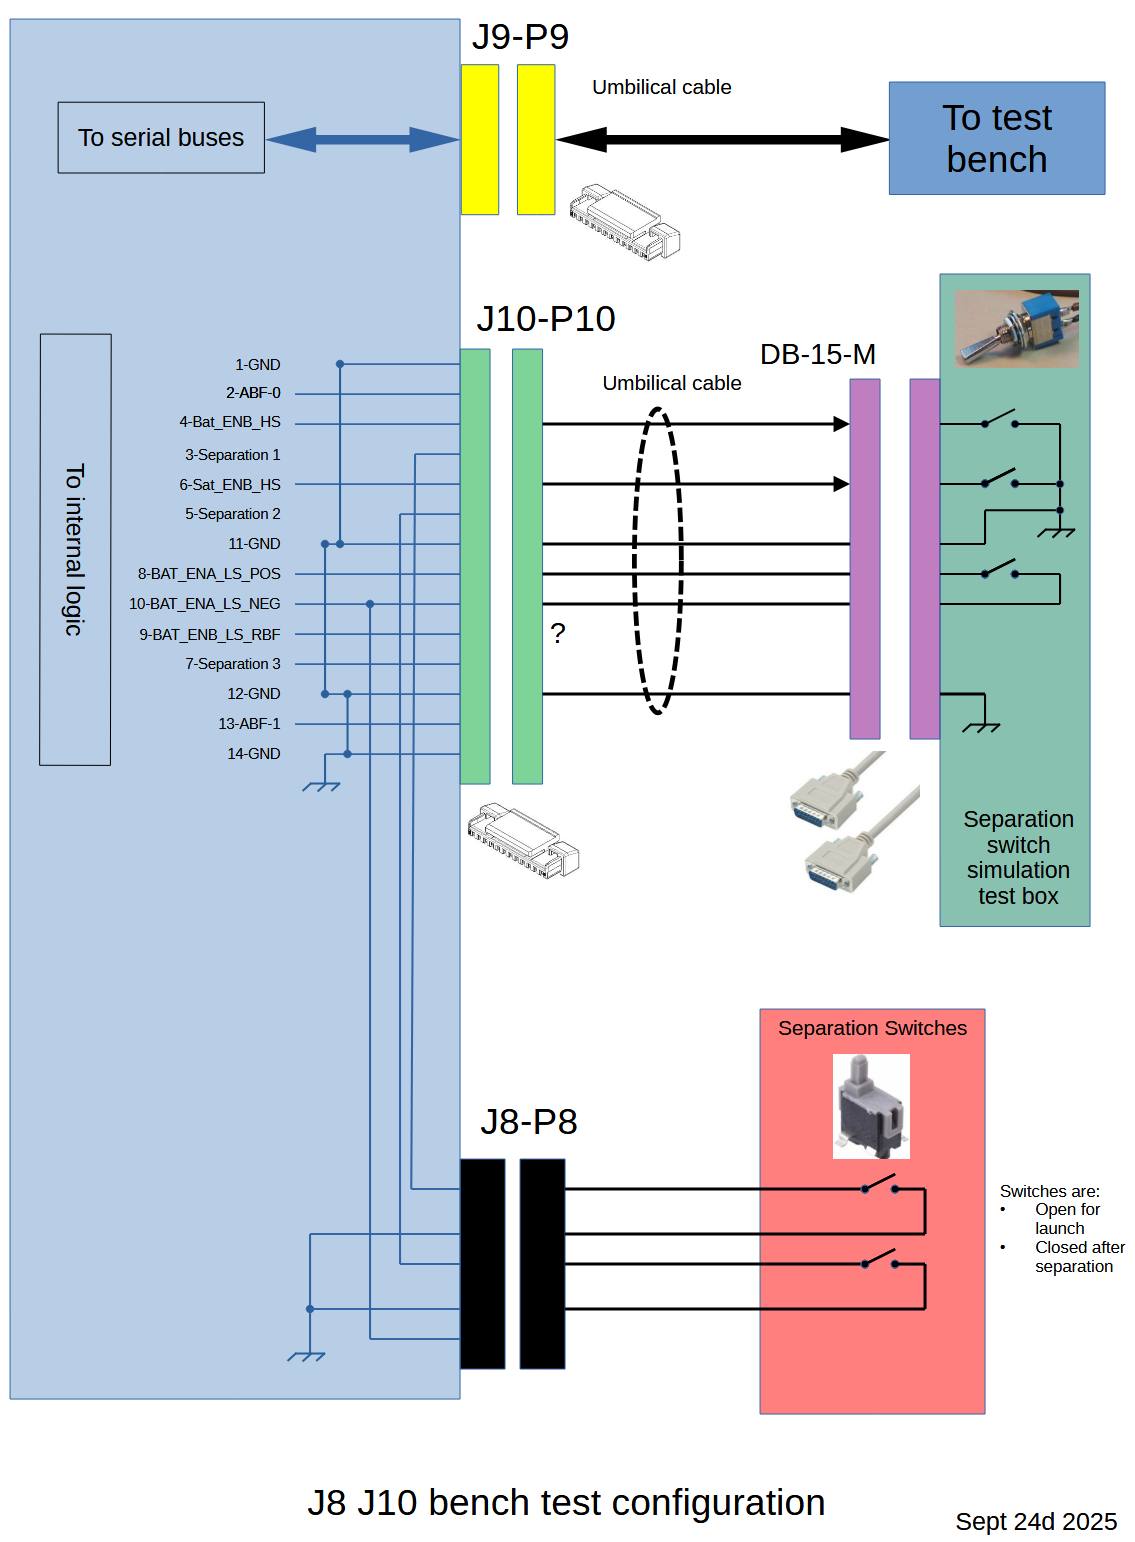 J9-P9
Umbilical cable
To serial buses
To test
bench
J10-P10
DB-15-M
Umbilical cable
To internal logic
1-GND
2-ABF-0
4-Bat_ENB_HS
3-Separation 1
6-Sat_ENB_HS
5-Separation 2
11-GND
8-BAT_ENA_LS_POS
10-BAT_ENA_LS_NEG
9-BAT_ENB_LS_RBF
7-Separation 3
12-GND
13-ABF-1
14-GND
?
Separation
switch
simulation
test box
Separation Switches
J8-P8
Switches are:
• Open for
launch
• Closed after
separation
J8 J10 bench test configuration
Sept 24d 2025